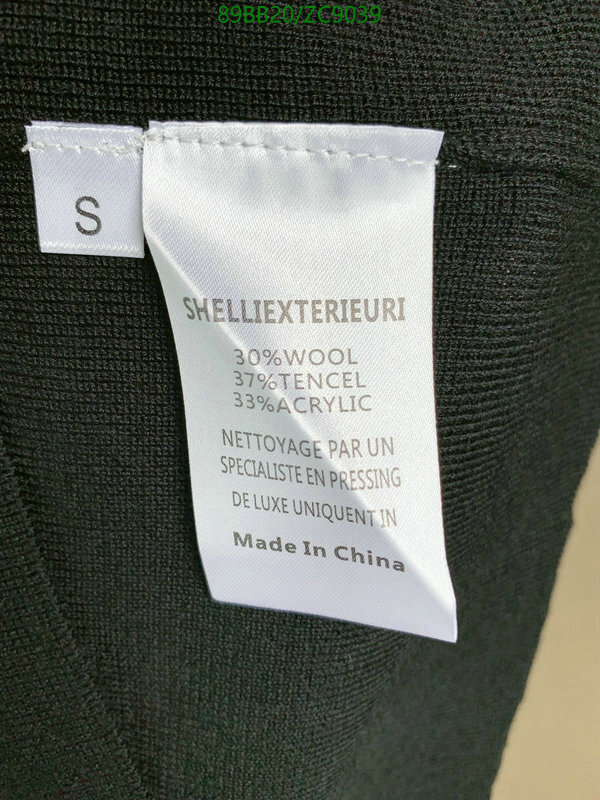 89BB20/ZC9039
S
SHELLIEXTERIEURI
30%WOOL
37%TENCEL
33%ACRYLIC
NETTOYAGE PAR UN
SPECIALISTE EN PRESSING
DE LUXE UNIQUENT IN
Made In China